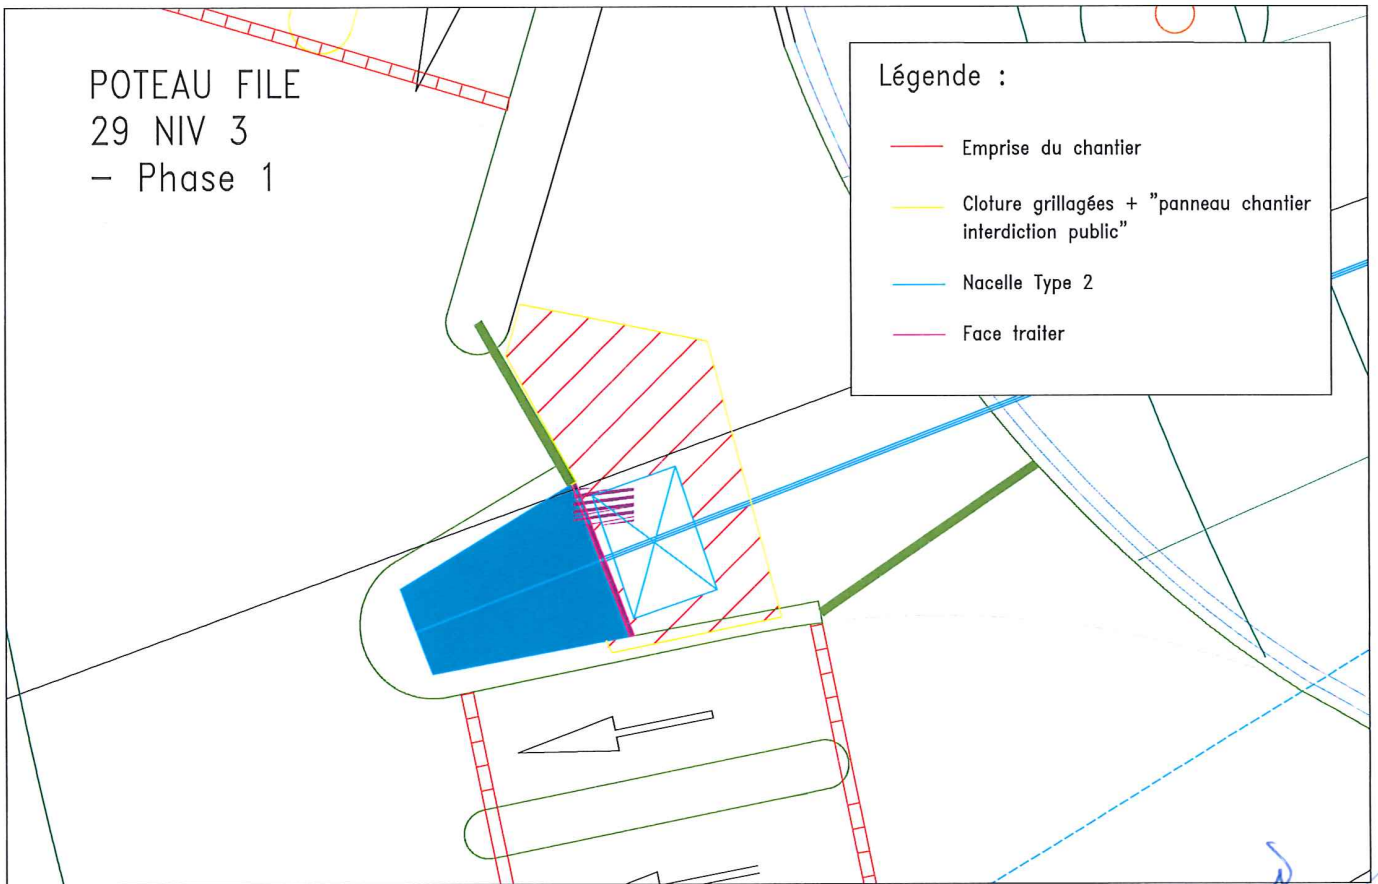 POTEAU FILE
29 NIV 3
– Phase 1
Légende :
Emprise du chantier
Cloture grillagées + "panneau chantier
interdiction public"
Nacelle Type 2
Face traiter